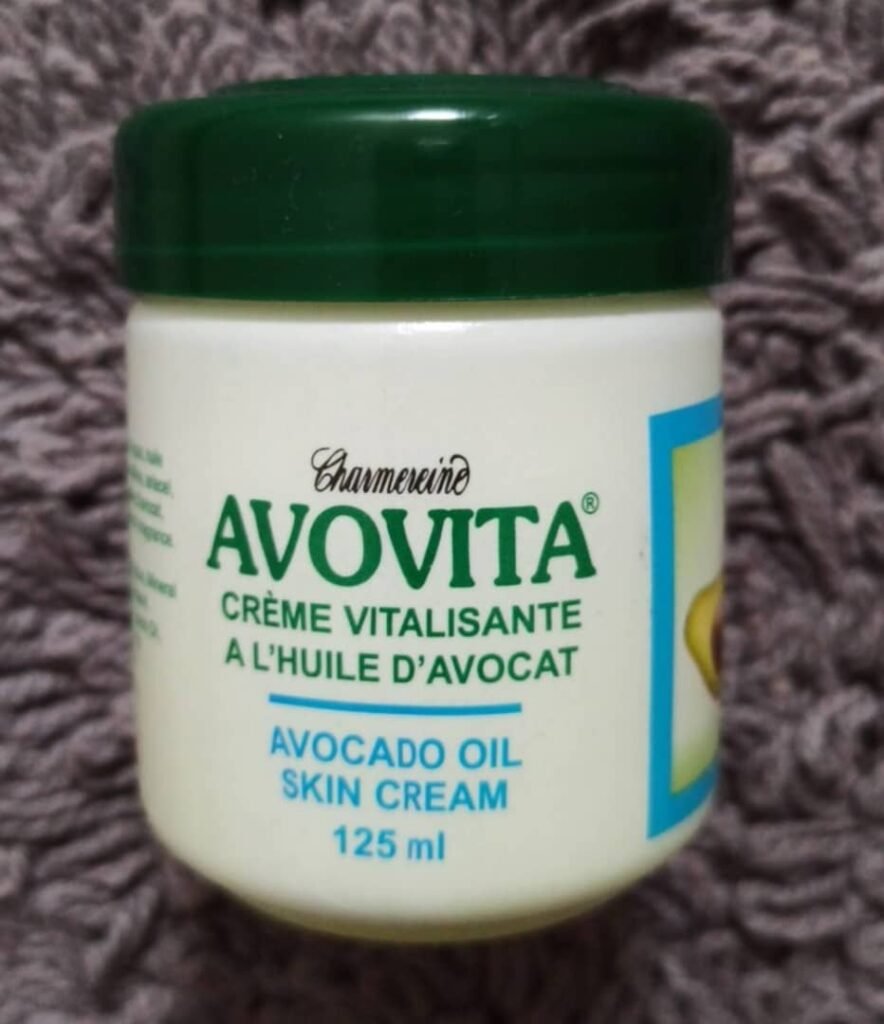 Charmereine
AVOVITA®
CRÈME VITALISANTE
A L'HUILE D'AVOCAT
AVOCADO OIL
SKIN CREAM
125 ml